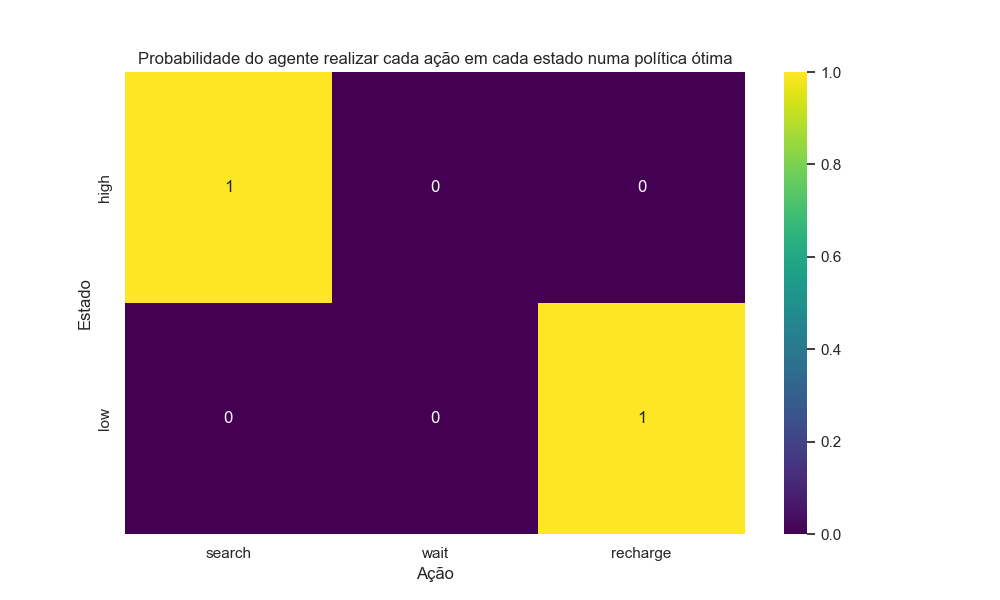 Probabilidade do agente realizar cada ação em cada estado numa política ótima
high
1
0
0
low
0
0
1
Estado
search
wait
recharge
Ação
1.0
0.8
0.6
0.4
0.2
0.0